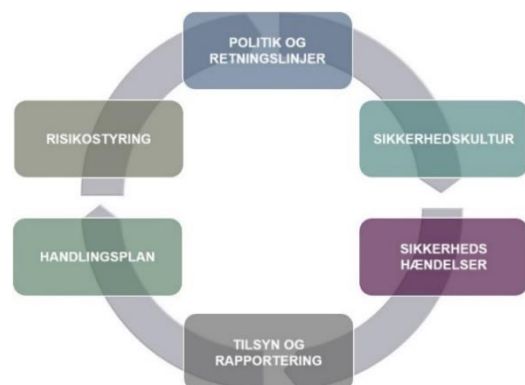 POLITIK OG
RETNINGSLINJER
SIKKERHEDSKULTUR
SIKKERHEDS
HÆNDELSER
TILSYN OG
RAPPORTERING
HANDLINGSPLAN
RISIKOSTYRING